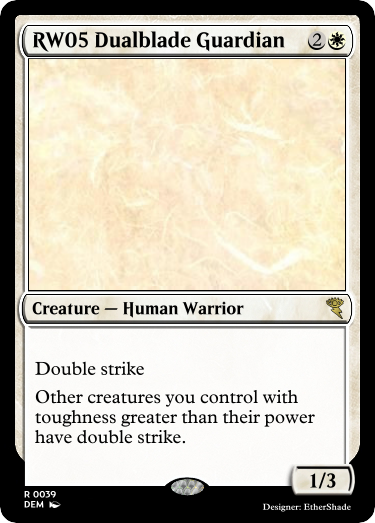 RW05 Dualblade Guardian 2
Creature — Human Warrior
Double strike
Other creatures you control with
toughness greater than their power
have double strike.
1/3
R 0039
DEM
Designer: EtherShade